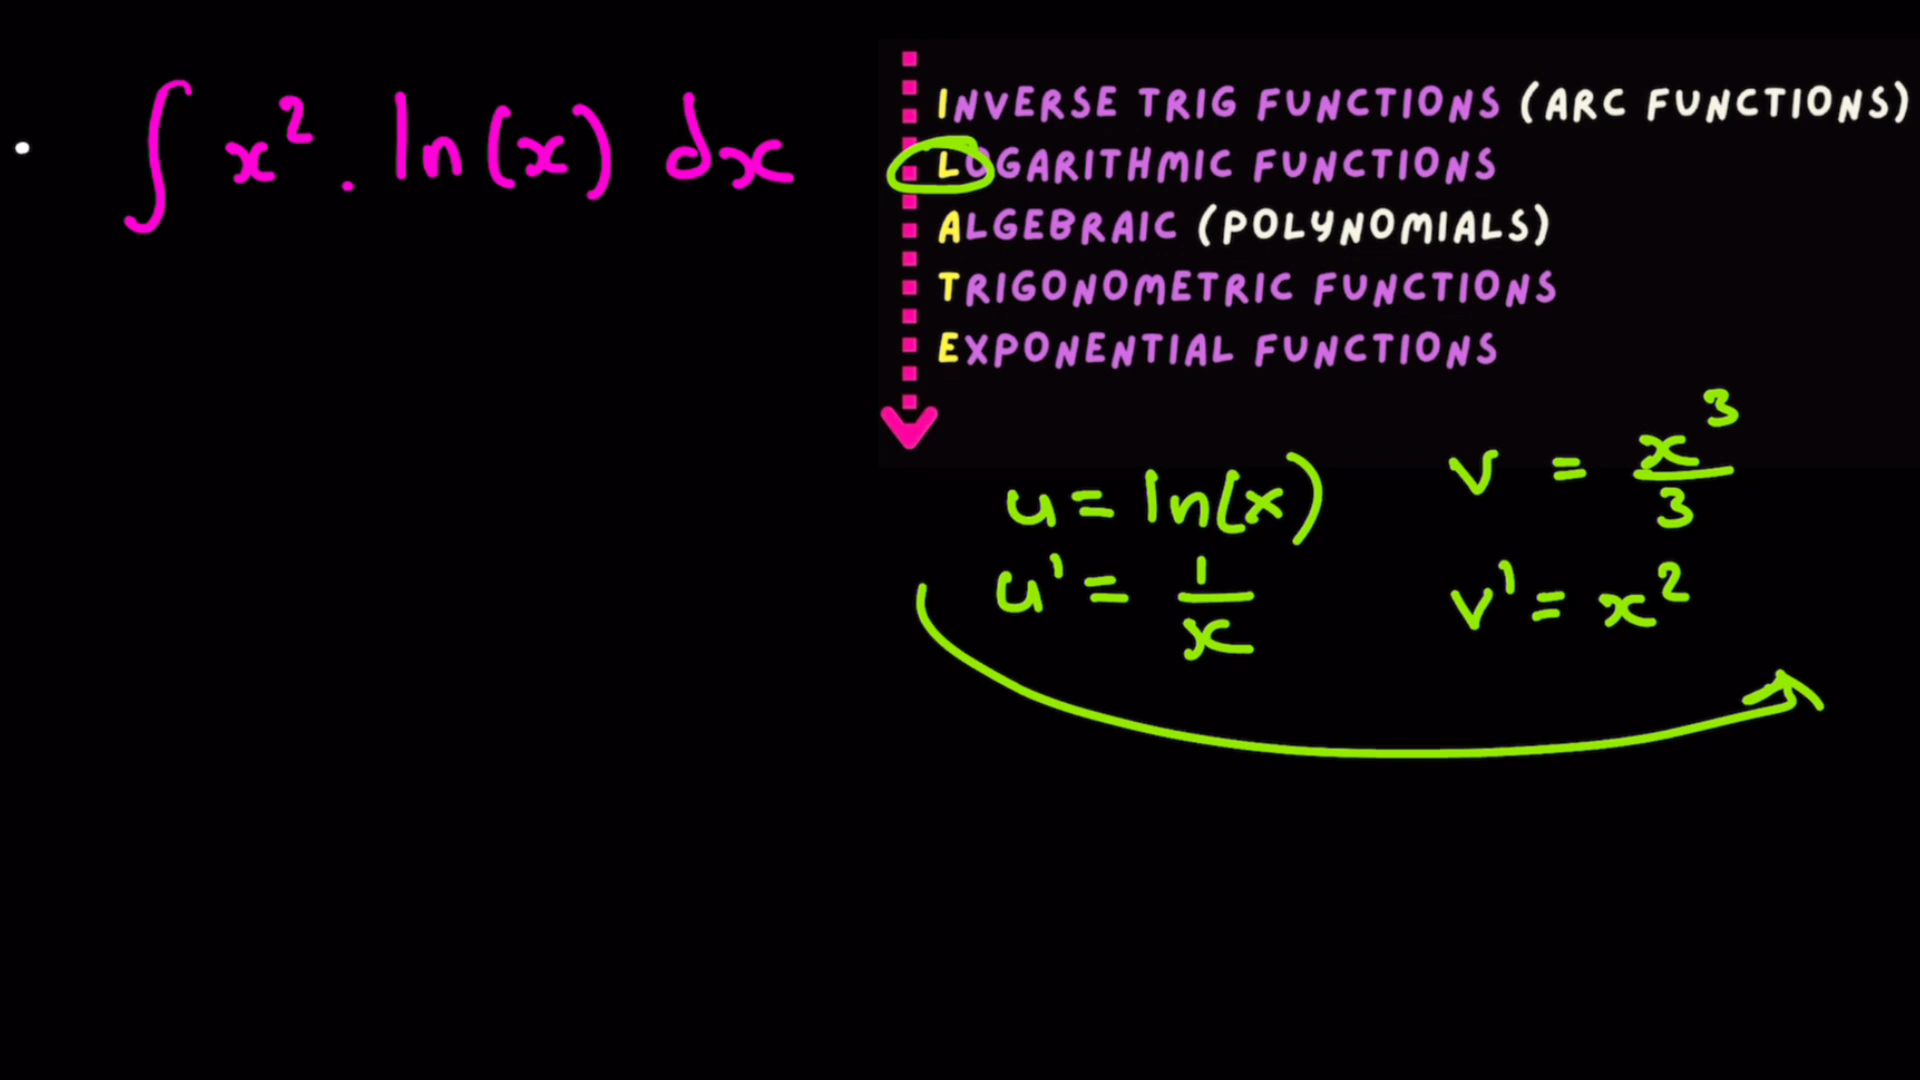 ∫ x² . ln(x) dx
INVERSE TRIG FUNCTIONS (ARC FUNCTIONS)
LOGARITHMIC FUNCTIONS
ALGEBRAIC (POLYNOMIALS)
TRIGONOMETRIC FUNCTIONS
EXPONENTIAL FUNCTIONS
u = ln(x)
v = x³/3
u' = 1/x
v' = x²